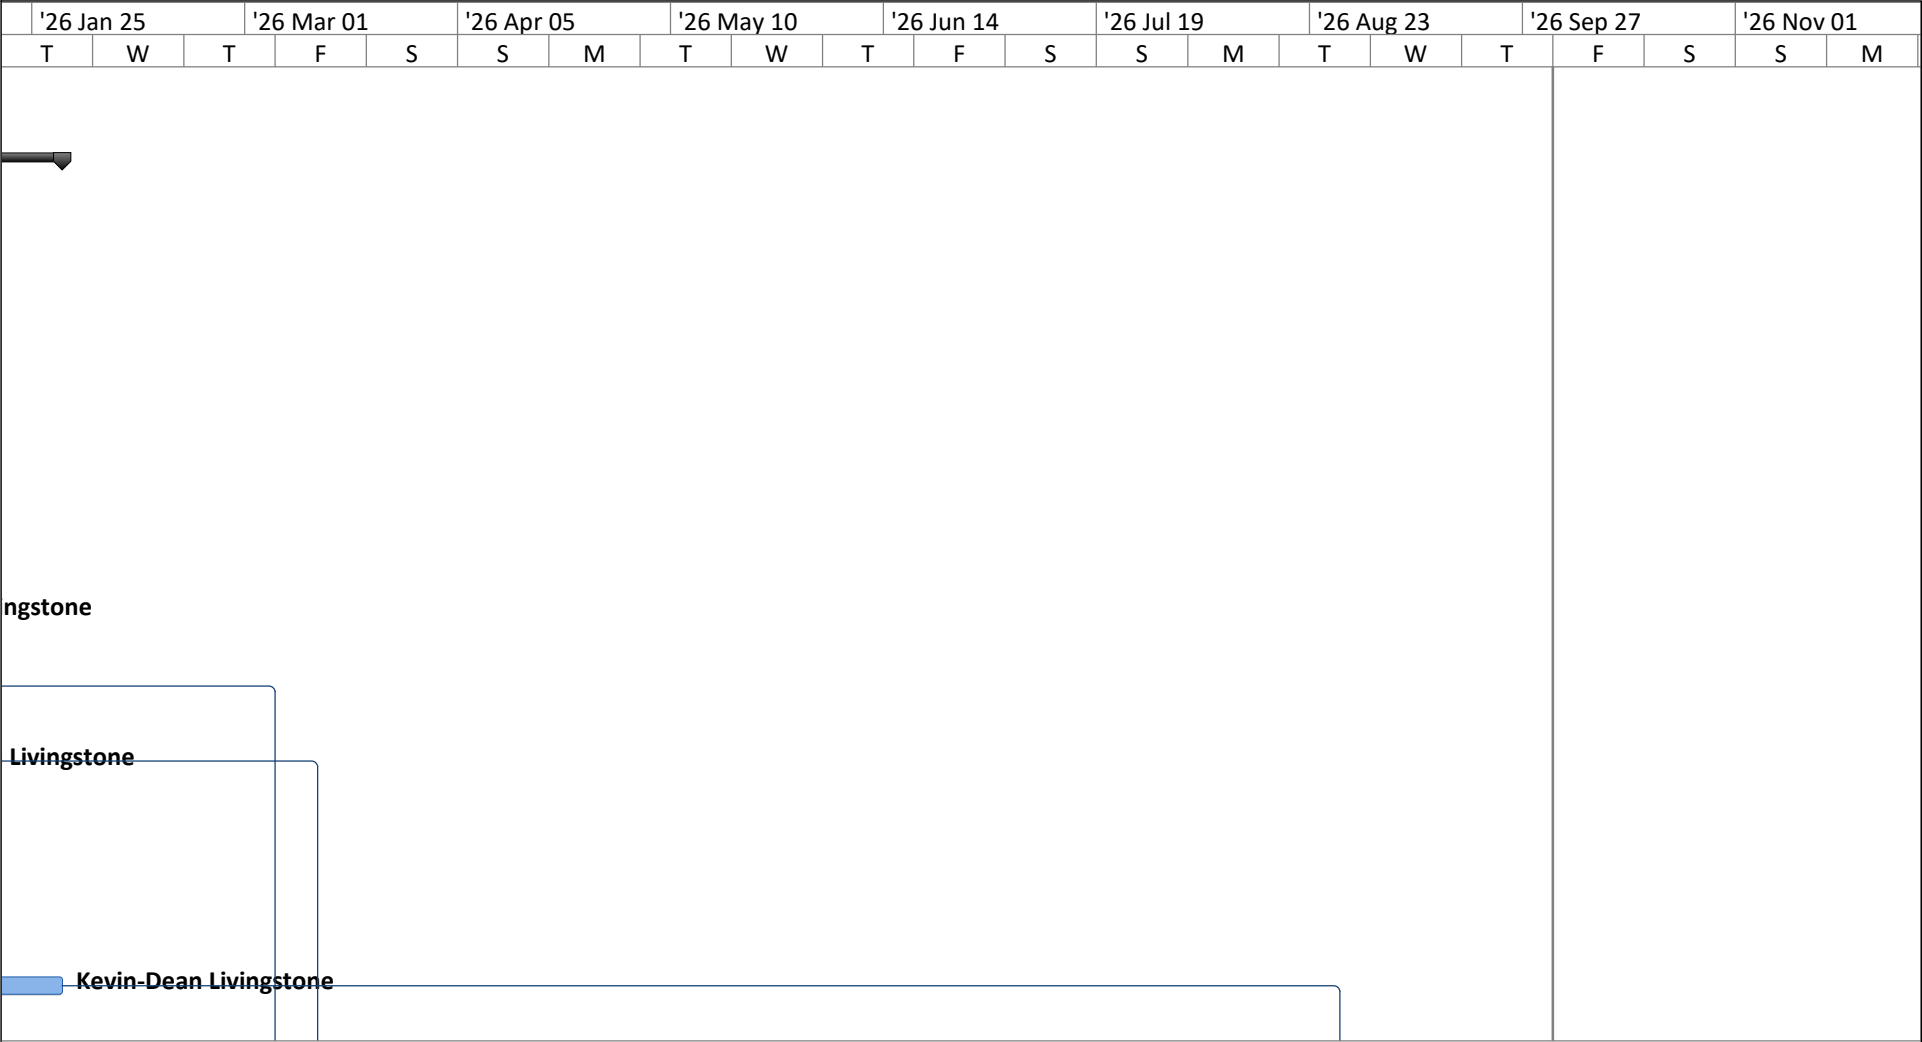 '26 Jan 25 '26 Mar 01 '26 Apr 05 '26 May 10 '26 Jun 14 '26 Jul 19 '26 Aug 23 '26 Sep 27 '26 Nov 01
T W T F S S M T W T F S S M T W T F S S M
ngstone
Livingstone
Kevin-Dean Livingstone